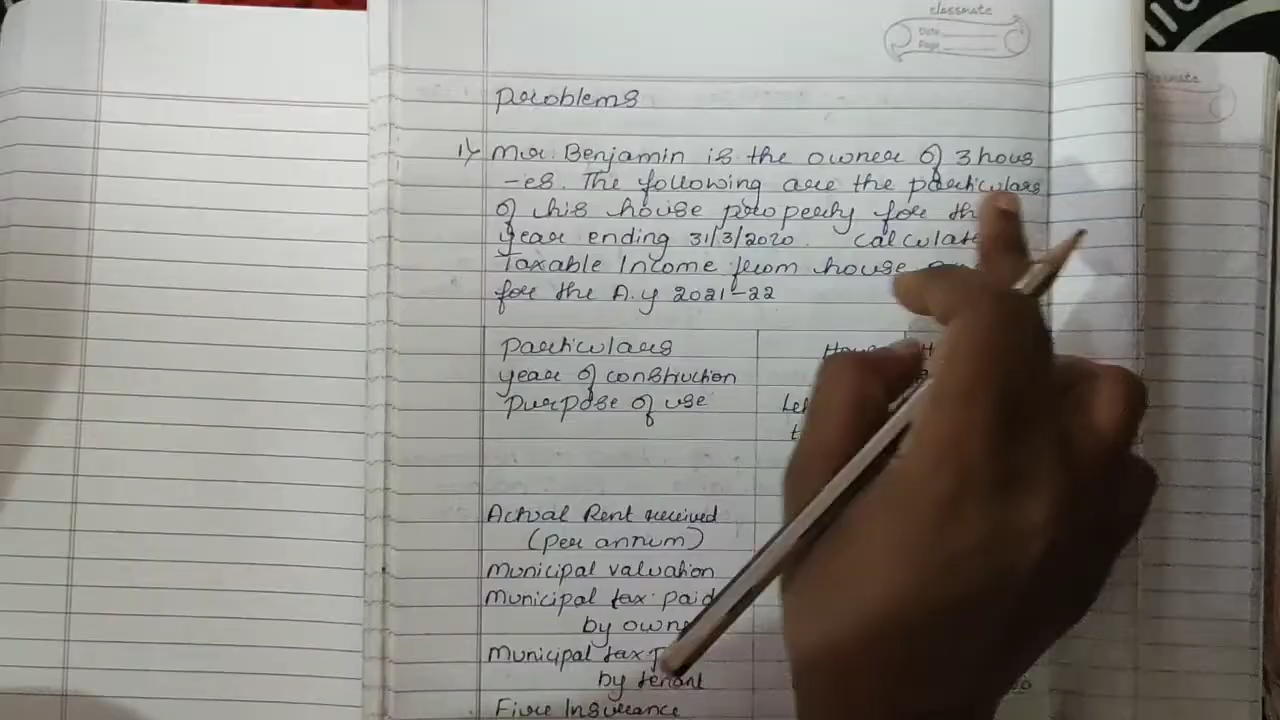 classmate
Date
Page
Problems
1) Mr. Benjamin is the owner of 3 hous
-es. The following are the particulars
of his house property for th
year ending 31/3/2020. Calculate
Taxable Income from house
for the A.y 2021-22
Particulars
year of construction
Purpose of use
Actual Rent received
(Per annum)
Municipal valuation
Municipal tax paid
by owne
Municipal tax p
by tenant
Fire Insurance